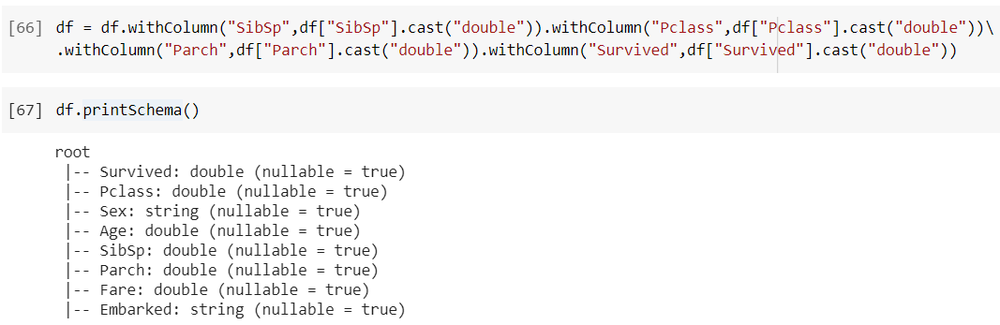 [66] df = df.withColumn("SibSp",df["SibSp"].cast("double")).withColumn("Pclass",df["Pclass"].cast("double"))\
.withColumn("Parch",df["Parch"].cast("double")).withColumn("Survived",df["Survived"].cast("double"))
[67] df.printSchema()
root
|-- Survived: double (nullable = true)
|-- Pclass: double (nullable = true)
|-- Sex: string (nullable = true)
|-- Age: double (nullable = true)
|-- SibSp: double (nullable = true)
|-- Parch: double (nullable = true)
|-- Fare: double (nullable = true)
|-- Embarked: string (nullable = true)